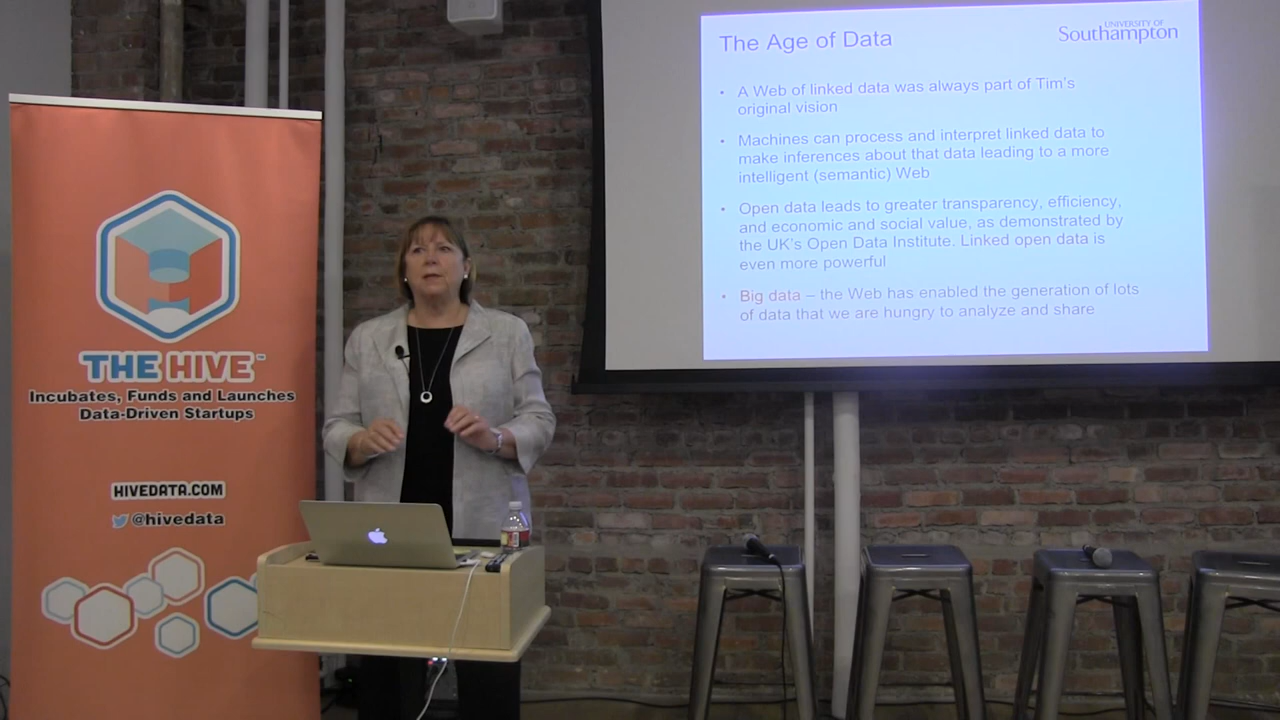 THE HIVE™
Incubates, Funds and Launches
Data-Driven Startups
HIVEDATA.COM
@hivedata
The Age of Data
UNIVERSITY OF
Southampton
• A Web of linked data was always part of Tim's
original vision
• Machines can process and interpret linked data to
make inferences about that data leading to a more
intelligent (semantic) Web
• Open data leads to greater transparency, efficiency,
and economic and social value, as demonstrated by
the UK's Open Data Institute. Linked open data is
even more powerful
• Big data – the Web has enabled the generation of lots
of data that we are hungry to analyze and share